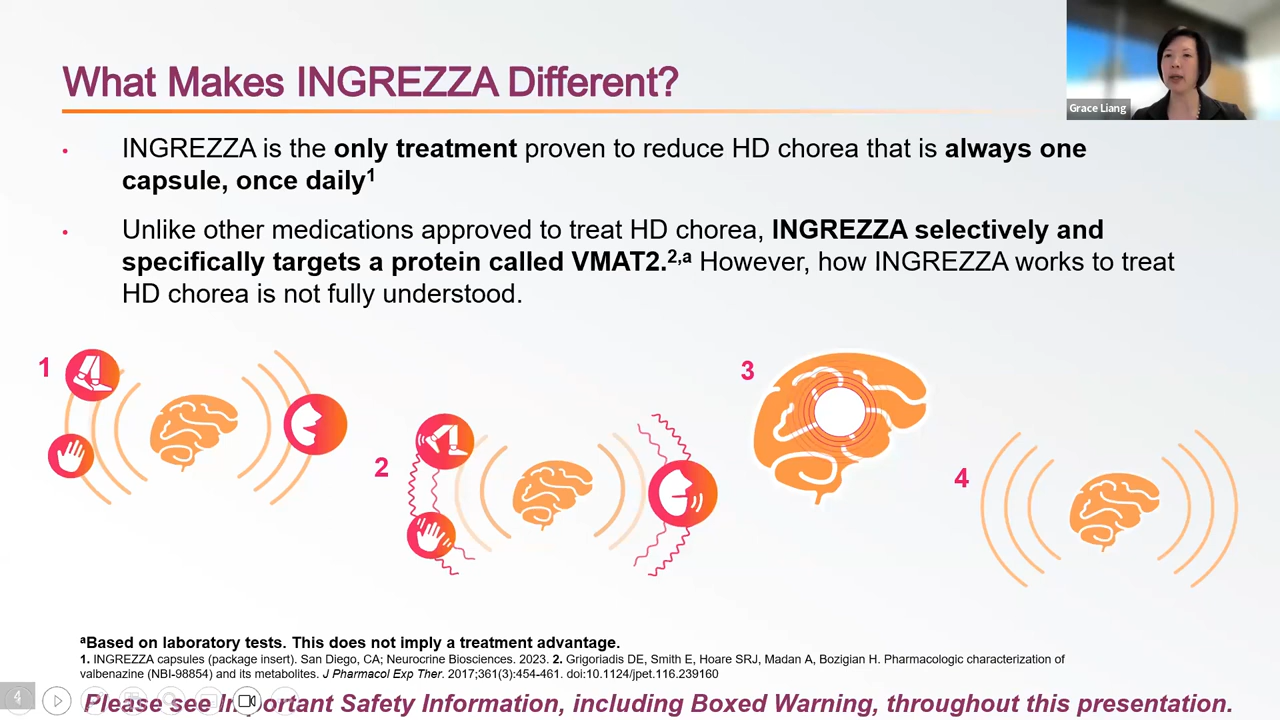 What Makes INGREZZA Different?
Grace Liang
• INGREZZA is the only treatment proven to reduce HD chorea that is always one
capsule, once daily1
• Unlike other medications approved to treat HD chorea, INGREZZA selectively and
specifically targets a protein called VMAT2.2,a However, how INGREZZA works to treat
HD chorea is not fully understood.
1
2
3
4
aBased on laboratory tests. This does not imply a treatment advantage.
1. INGREZZA capsules (package insert). San Diego, CA; Neurocrine Biosciences. 2023. 2. Grigoriadis DE, Smith E, Hoare SRJ, Madan A, Bozigian H. Pharmacologic characterization of
valbenazine (NBI-98854) and its metabolites. J Pharmacol Exp Ther. 2017;361(3):454-461. doi:10.1124/jpet.116.239160
4
Please see Important Safety Information, including Boxed Warning, throughout this presentation.